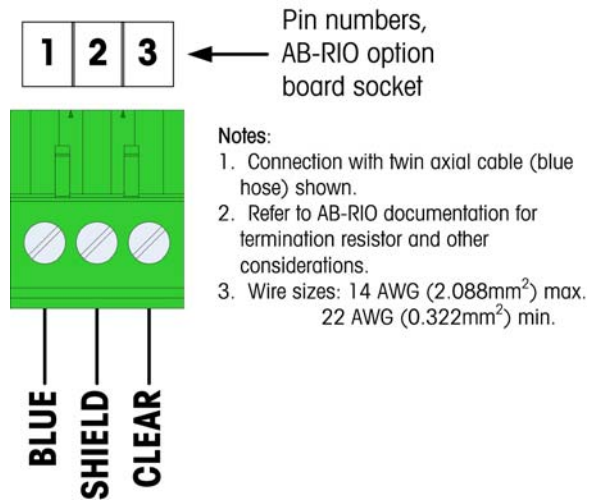 1 2 3
Pin numbers,
AB-RIO option
board socket
Notes:
1. Connection with twin axial cable (blue
hose) shown.
2. Refer to AB-RIO documentation for
termination resistor and other
considerations.
3. Wire sizes: 14 AWG (2.088mm²) max.
22 AWG (0.322mm²) min.
BLUE
SHIELD
CLEAR